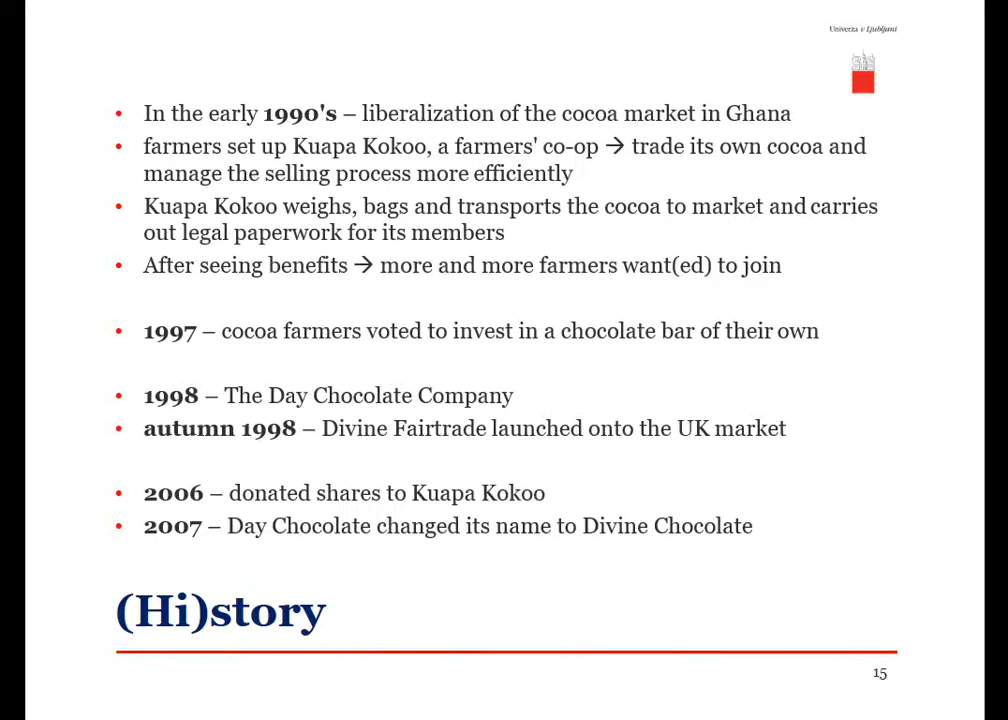 Univerza v Ljubljani
• In the early 1990's – liberalization of the cocoa market in Ghana
• farmers set up Kuapa Kokoo, a farmers' co-op → trade its own cocoa and
manage the selling process more efficiently
• Kuapa Kokoo weighs, bags and transports the cocoa to market and carries
out legal paperwork for its members
• After seeing benefits → more and more farmers want(ed) to join
• 1997 – cocoa farmers voted to invest in a chocolate bar of their own
• 1998 – The Day Chocolate Company
• autumn 1998 – Divine Fairtrade launched onto the UK market
• 2006 – donated shares to Kuapa Kokoo
• 2007 – Day Chocolate changed its name to Divine Chocolate
(Hi)story
15